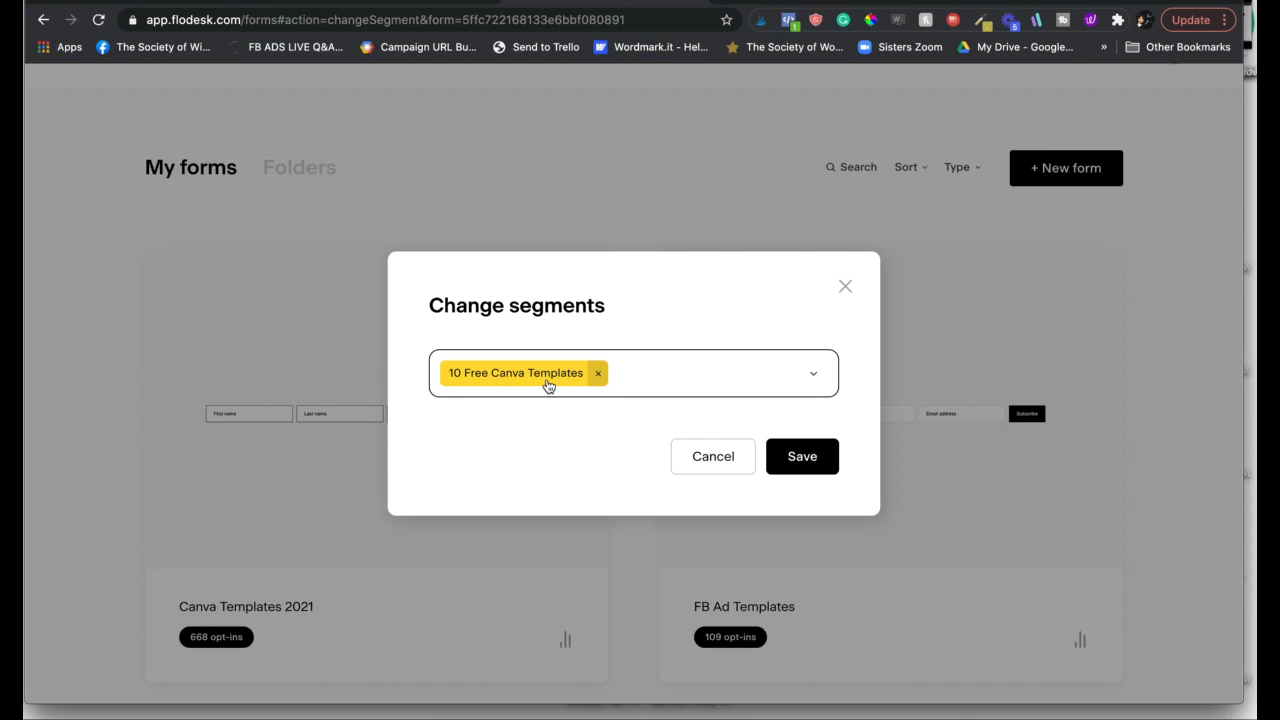 app.flodesk.com/forms#action=changeSegment&form=5ffc722168133e6bbf080891
Update
Apps
The Society of Wi...
FB ADS LIVE Q&A...
Campaign URL Bu...
Send to Trello
Wordmark.it - Hel...
The Society of Wo...
Sisters Zoom
My Drive - Google...
»
Other Bookmarks
My forms
Folders
Search
Sort
Type
+ New form
Change segments
10 Free Canva Templates ×
First name
Last name
Email address
Subscribe
Cancel
Save
Canva Templates 2021
668 opt-ins
FB Ad Templates
109 opt-ins